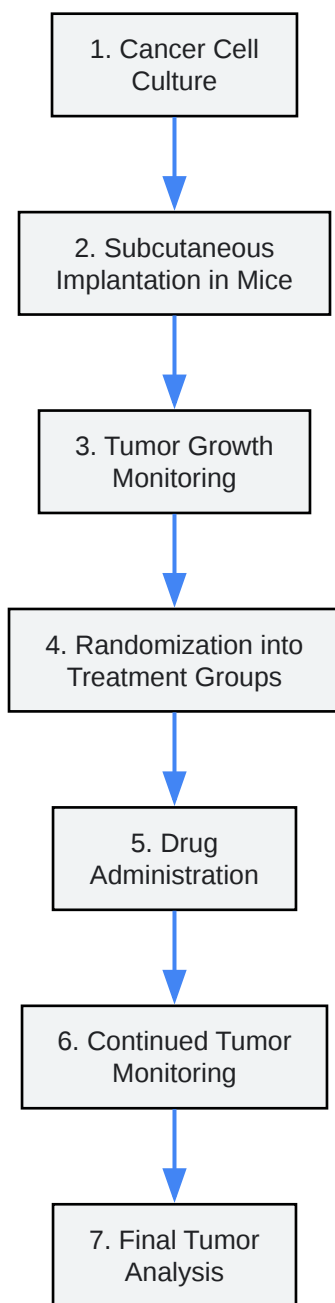 1. Cancer Cell
Culture
2. Subcutaneous
Implantation in Mice
3. Tumor Growth
Monitoring
4. Randomization into
Treatment Groups
5. Drug
Administration
6. Continued Tumor
Monitoring
7. Final Tumor
Analysis